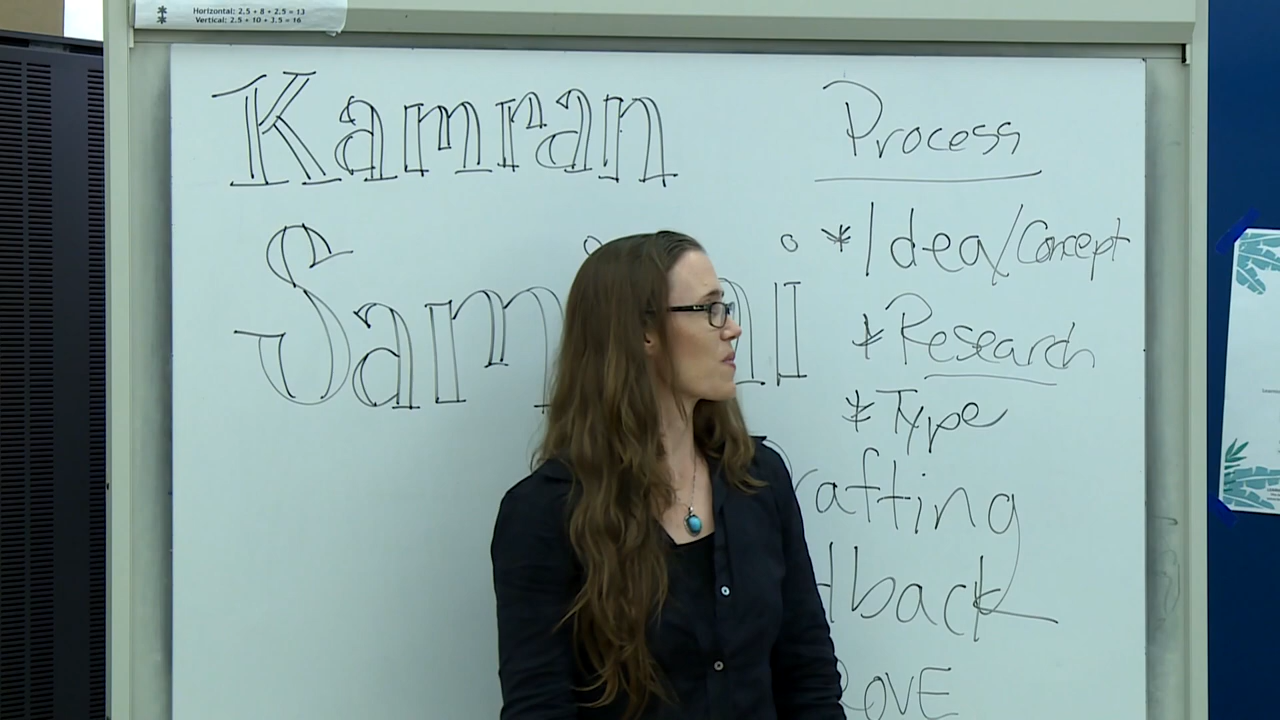 Horizontal: 2.5 + 8 + 2.5 = 13
Vertical: 2.5 + 10 + 3.5 = 16
Kamran
Process
* Idea/Concept
* Research
* Type
rafting
dback
ROVE